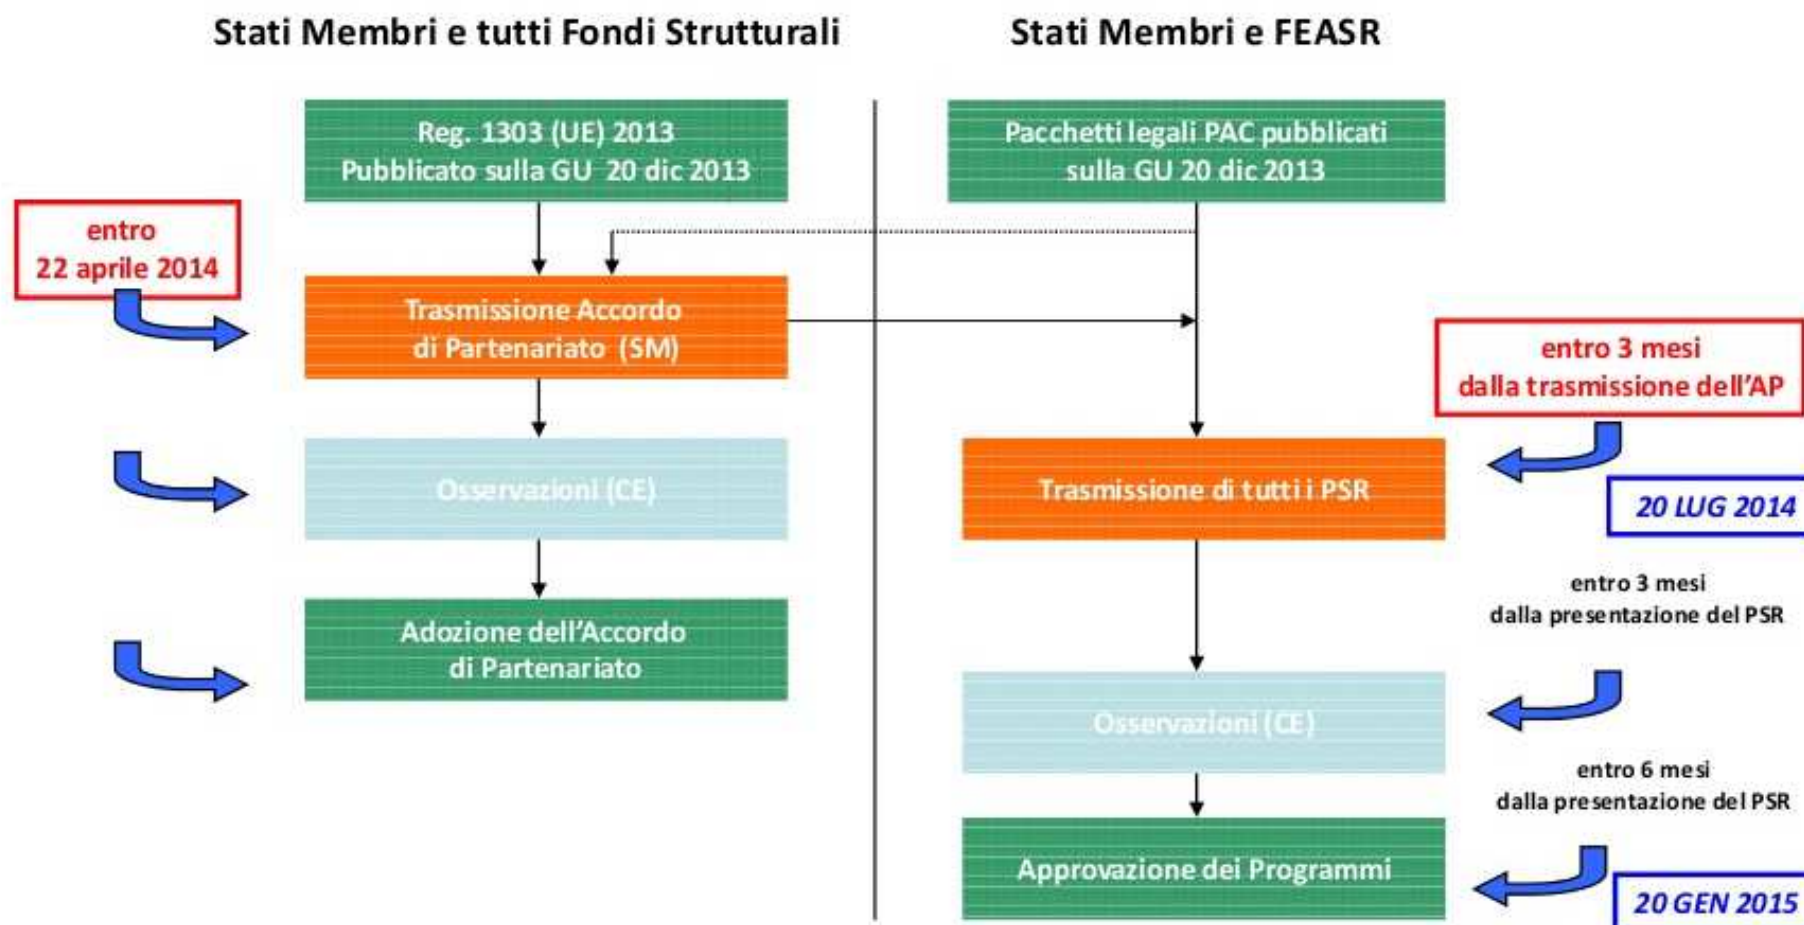 Stati Membri e tutti Fondi Strutturali
Reg. 1303 (UE) 2013
Pubblicato sulla GU 20 dic 2013
entro
22 aprile 2014
Trasmissione Accordo
di Partenariato (SM)
Osservazioni (CE)
Adozione dell'Accordo
di Partenariato
Stati Membri e FEASR
Pacchetti legali PAC pubblicati
sulla GU 20 dic 2013
entro 3 mesi
dalla trasmissione dell'AP
Trasmissione di tutti i PSR
20 LUG 2014
entro 3 mesi
dalla presentazione del PSR
Osservazioni (CE)
entro 6 mesi
dalla presentazione del PSR
Approvazione dei Programmi
20 GEN 2015